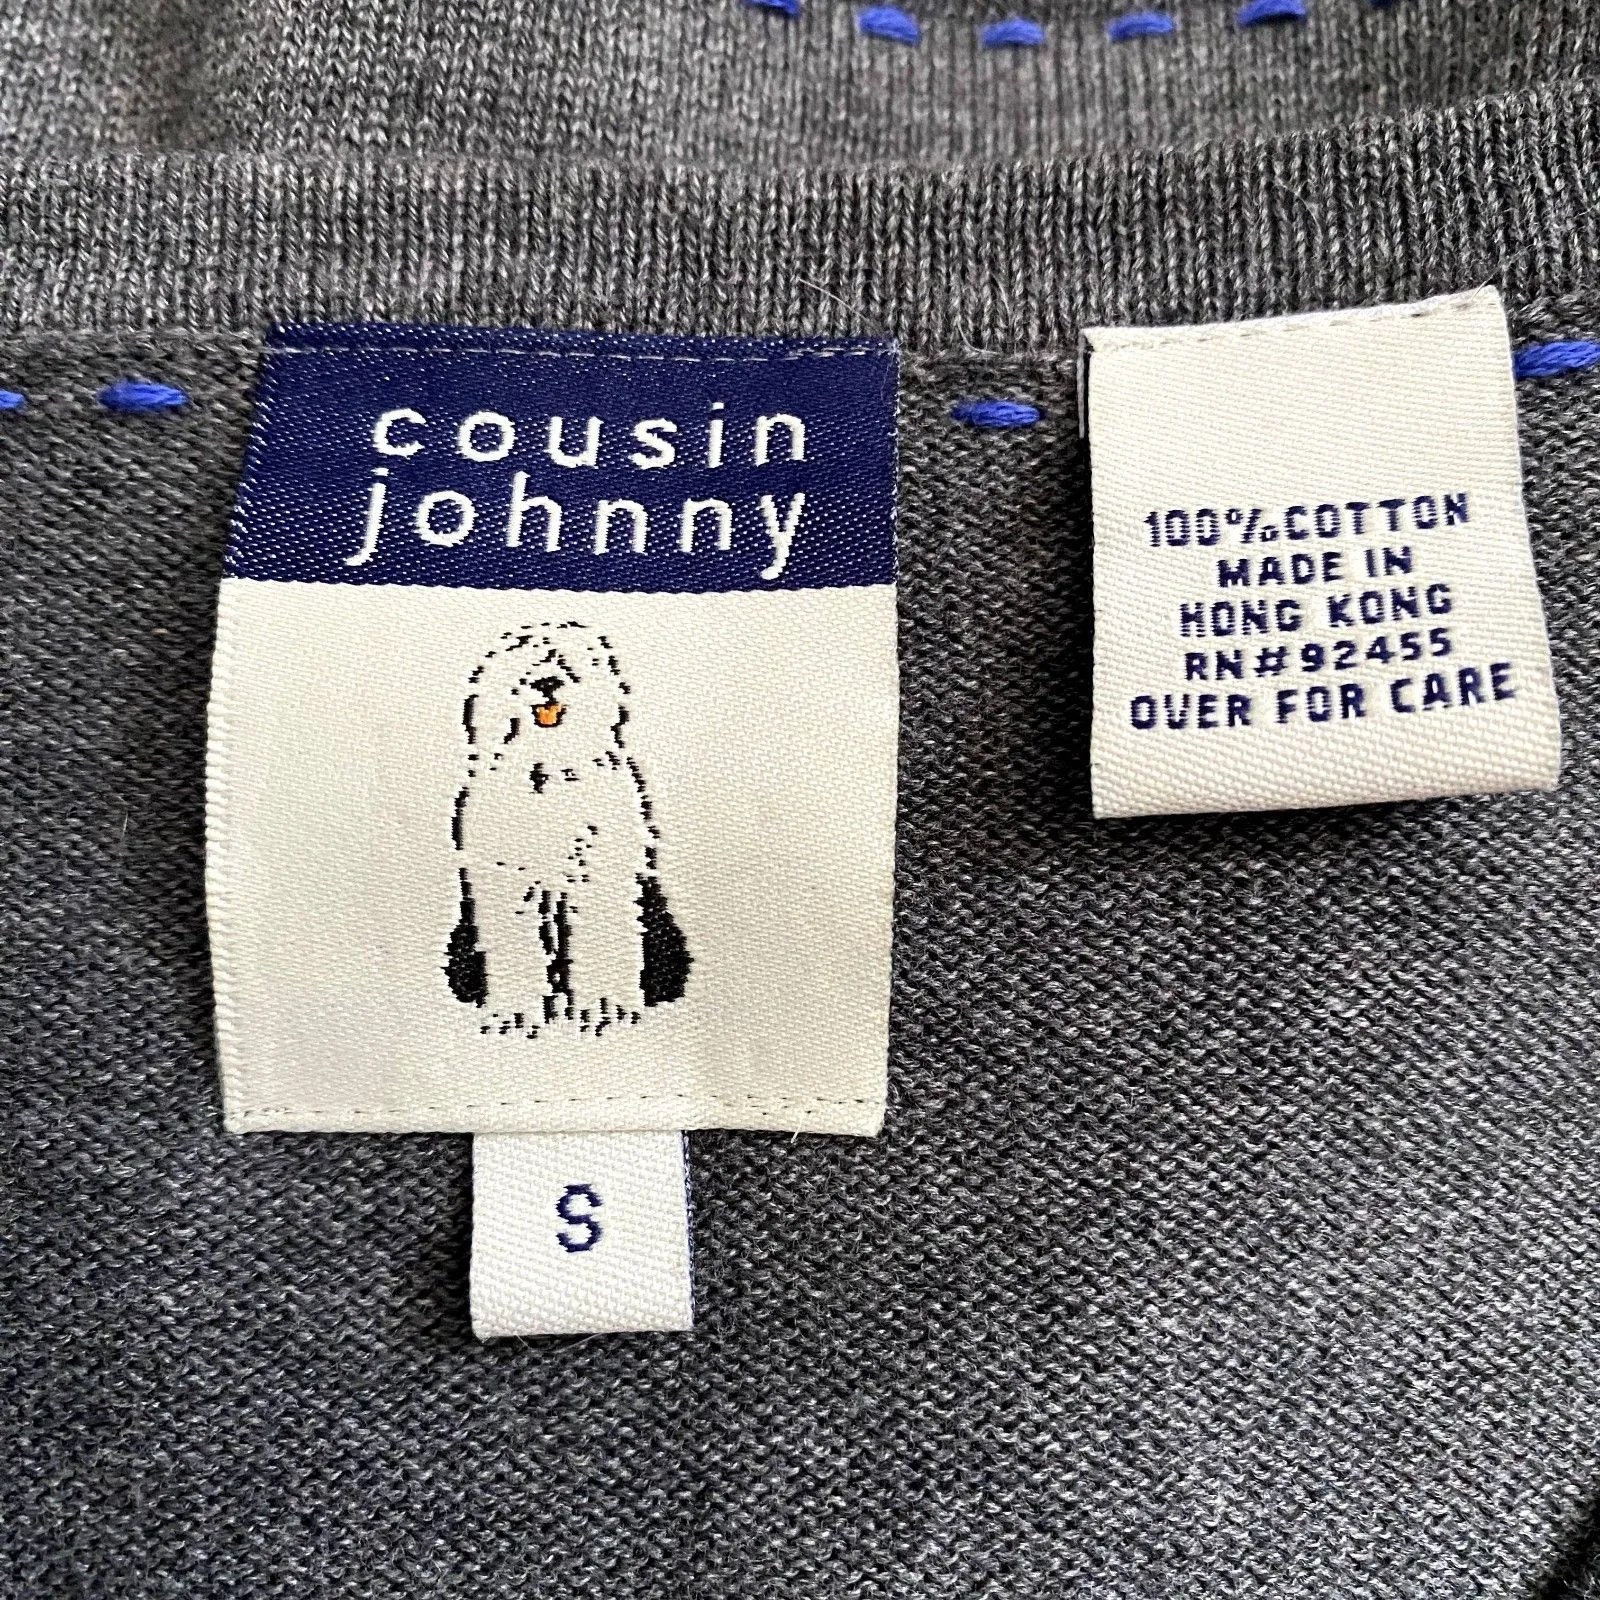 cousin
johnny
S
100%COTTON
MADE IN
HONG KONG
RN#92455
OVER FOR CARE